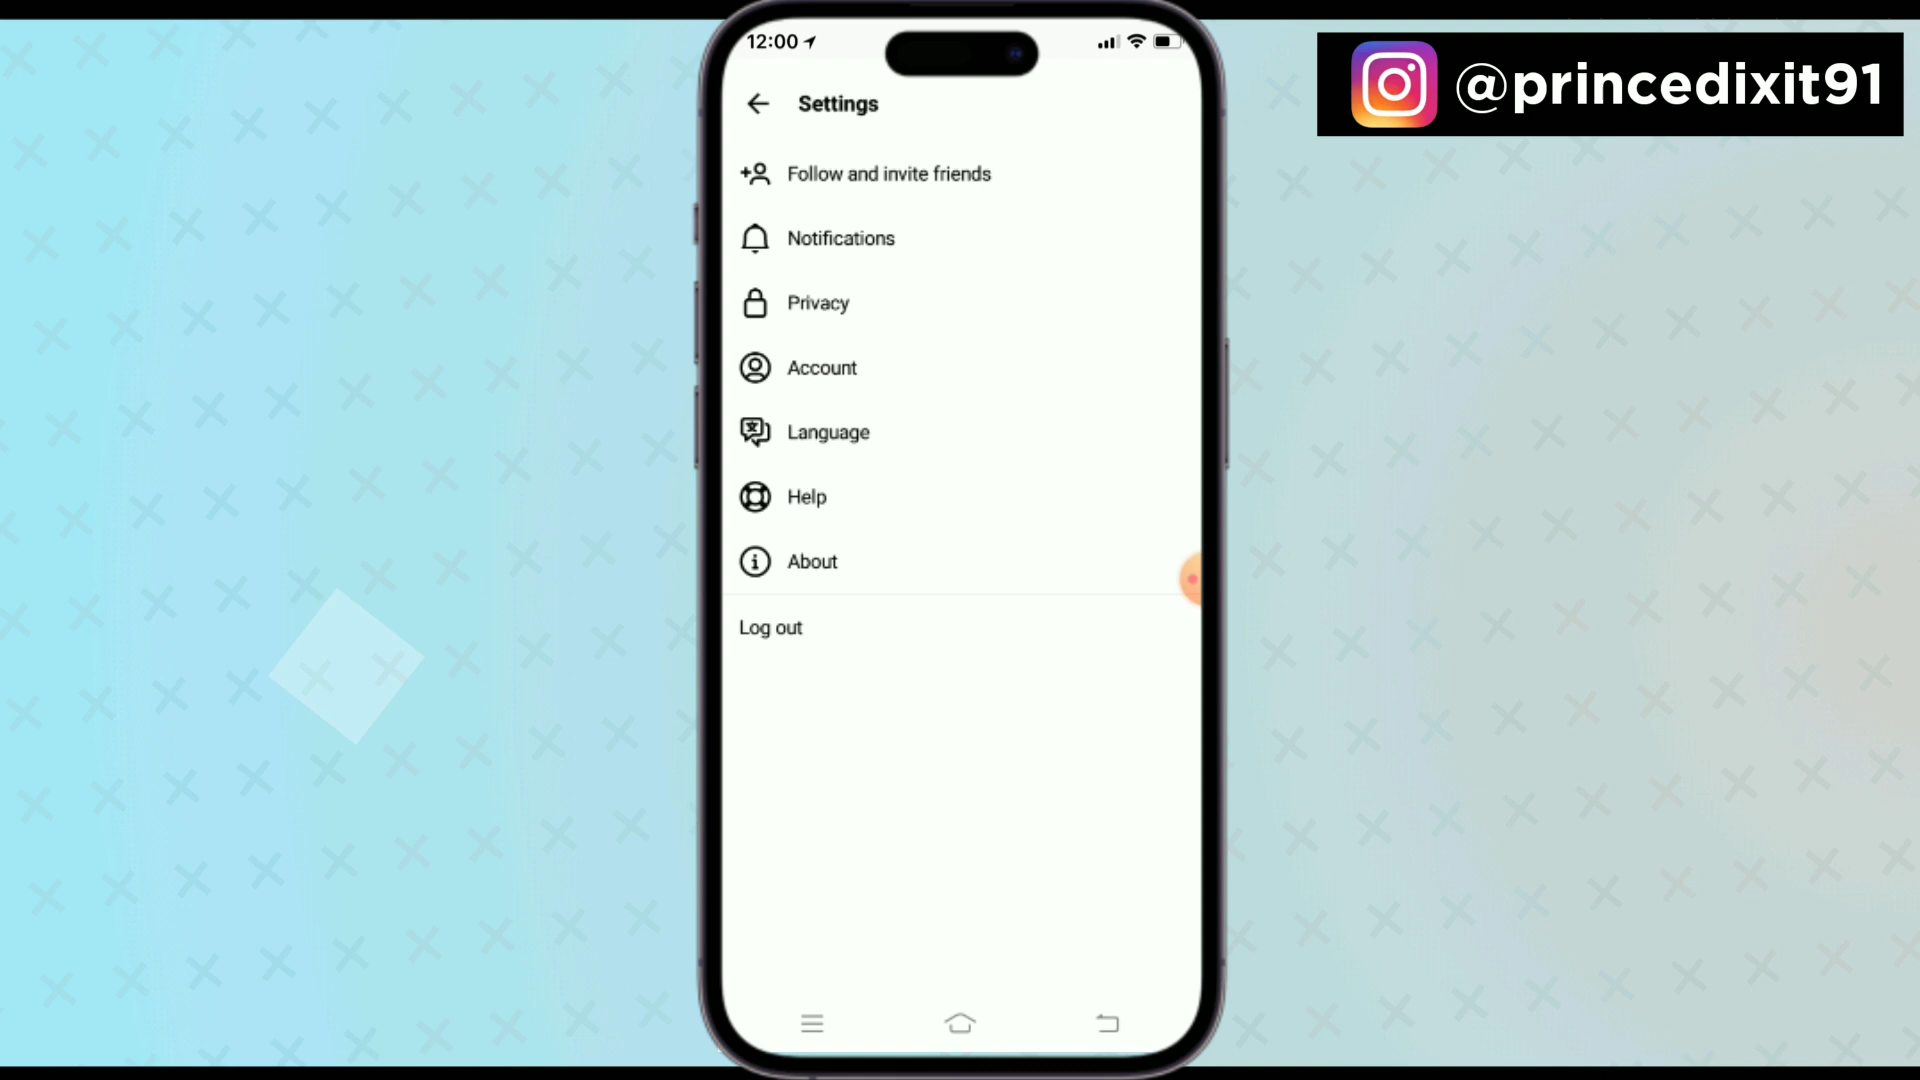 12:00
@princedixit91
Settings
Follow and invite friends
Notifications
Privacy
Account
Language
Help
About
Log out